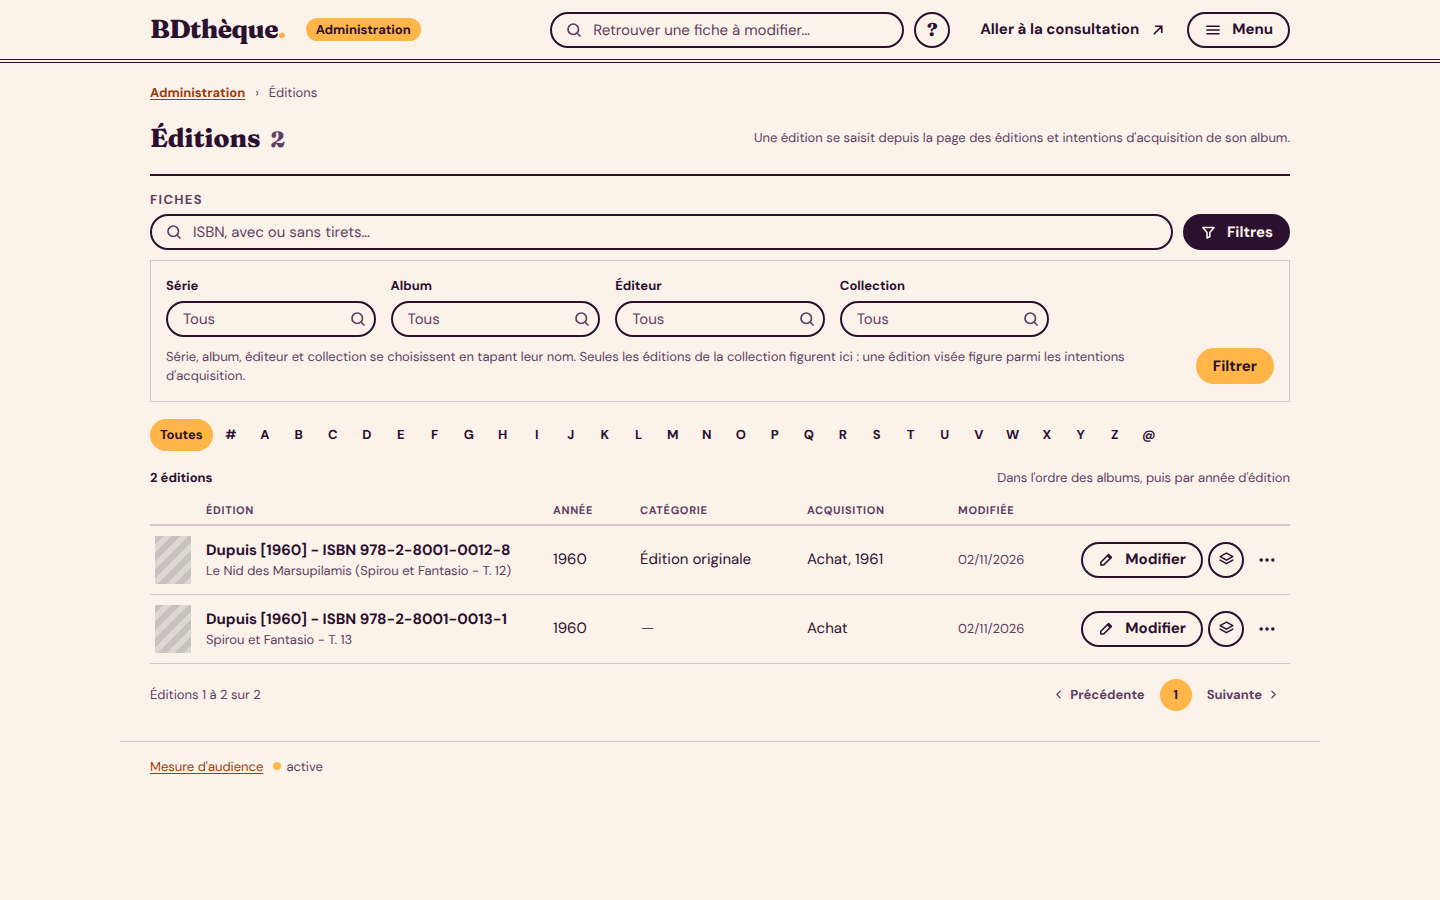 BDthèque. Administration Retrouver une fiche à modifier... ? Aller à la consultation Menu
Administration › Éditions
Éditions 2 Une édition se saisit depuis la page des éditions et intentions d'acquisition de son album.
FICHES
ISBN, avec ou sans tirets... Filtres
Série Album Éditeur Collection
Tous Tous Tous Tous
Série, album, éditeur et collection se choisissent en tapant leur nom. Seules les éditions de la collection figurent ici : une édition visée figure parmi les intentions
d'acquisition.
Filtrer
Toutes # A B C D E F G H I J K L M N O P Q R S T U V W X Y Z @
2 éditions Dans l'ordre des albums, puis par année d'édition
ÉDITION ANNÉE CATÉGORIE ACQUISITION MODIFIÉE
Dupuis [1960] - ISBN 978-2-8001-0012-8 1960 Édition originale Achat, 1961 02/11/2026 Modifier
Le Nid des Marsupilamis (Spirou et Fantasio - T. 12)
Dupuis [1960] - ISBN 978-2-8001-0013-1 1960 — Achat 02/11/2026 Modifier
Spirou et Fantasio - T. 13
Éditions 1 à 2 sur 2 ‹ Précédente 1 Suivante ›
Mesure d'audience active